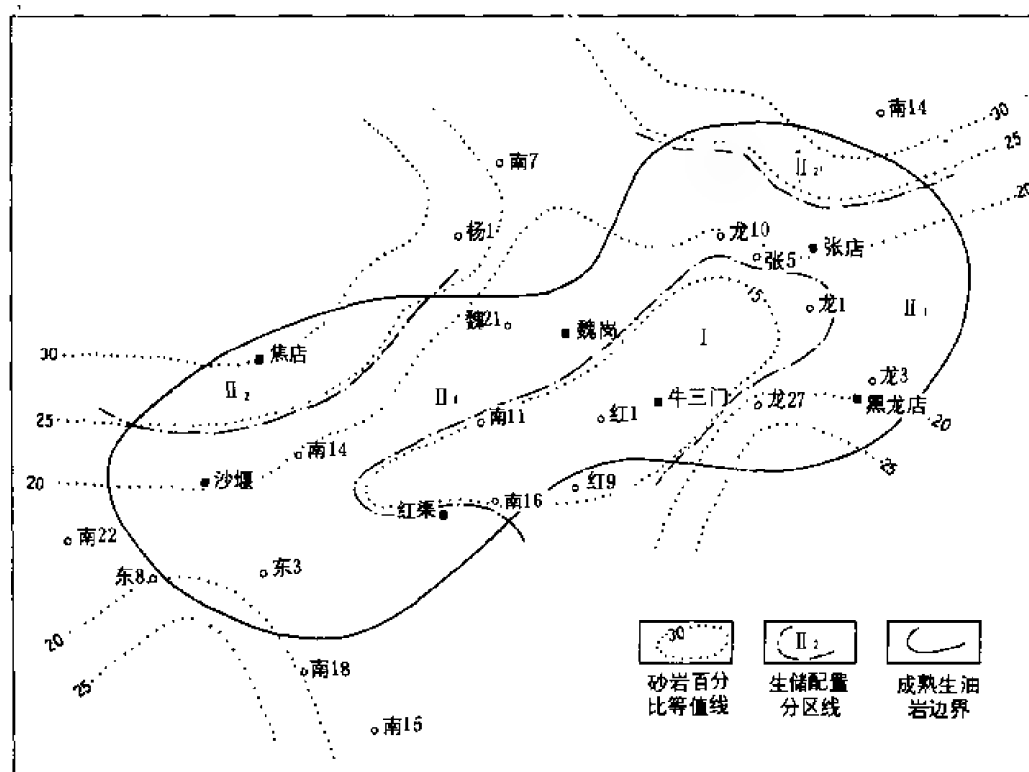 南14
30
25
南7
Ⅱ₂
20
杨1
龙10
张店
张5
15
魏21
魏岗
龙1
Ⅱ₁
Ⅰ
30
焦店
Ⅱ₂
龙3
Ⅱ₁
牛三门
龙27
黑龙店
25
南11
红1
20
南14
25
20
沙堰
红9
红渠
南16
南22
东8
东3
20
25
南18
南15
30
Ⅱ₂
砂岩百分
比等值线
生储配置
分区线
成熟生油
岩边界